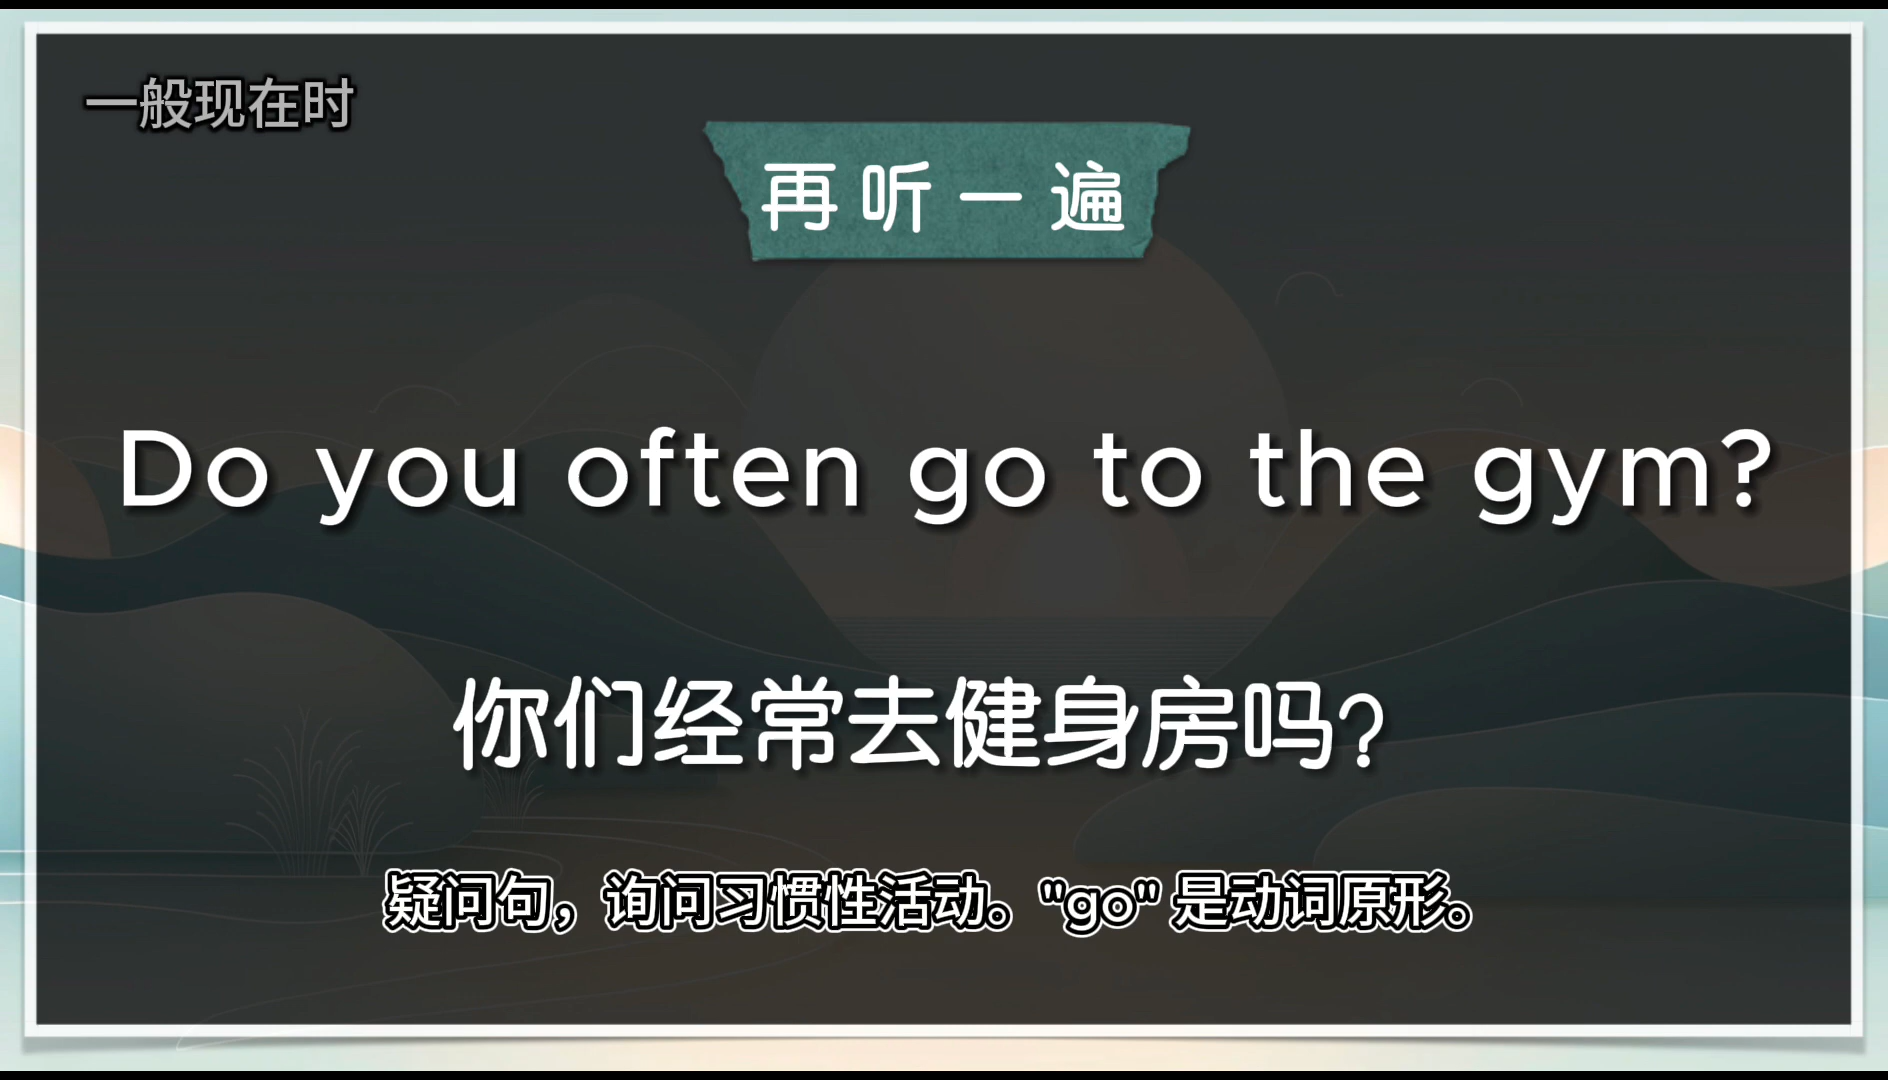 一般现在时
再听一遍
Do you often go to the gym?
你们经常去健身房吗？
疑问句，询问习惯性活动。"go" 是动词原形。